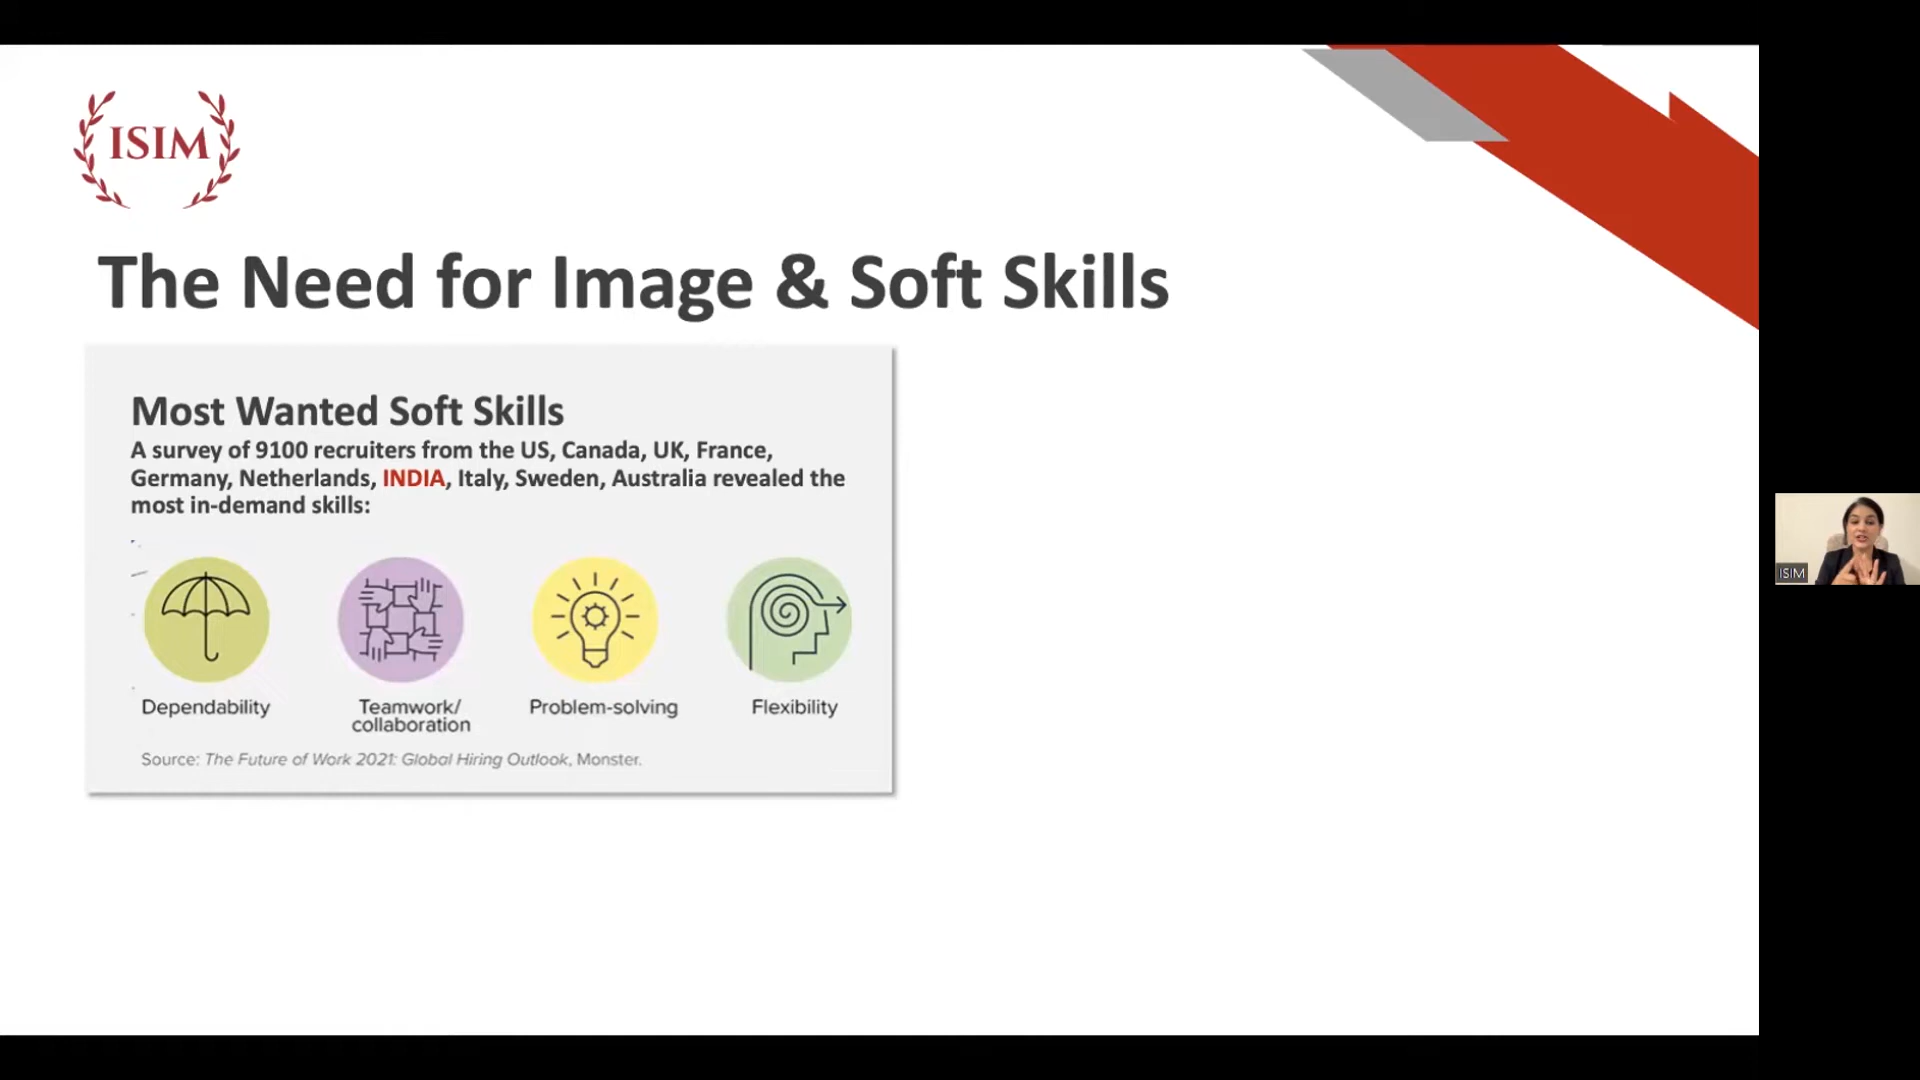 ISIM
The Need for Image & Soft Skills
Most Wanted Soft Skills
A survey of 9100 recruiters from the US, Canada, UK, France,
Germany, Netherlands, INDIA, Italy, Sweden, Australia revealed the
most in-demand skills:
Dependability
Teamwork/
collaboration
Problem-solving
Flexibility
Source: The Future of Work 2021: Global Hiring Outlook, Monster.
ISIM